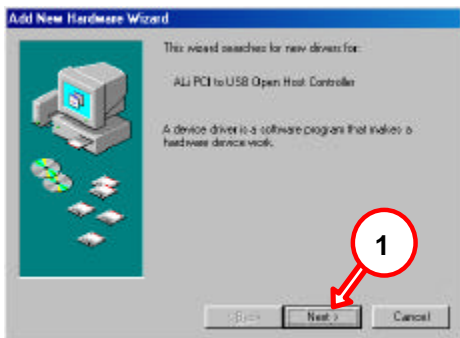 Add New Hardware Wizard
This wizard searches for new drivers for:
ALi PCI to USB Open Host Controller
A device driver is a software program that makes a
hardware device work.
1
< Back
Next >
Cancel